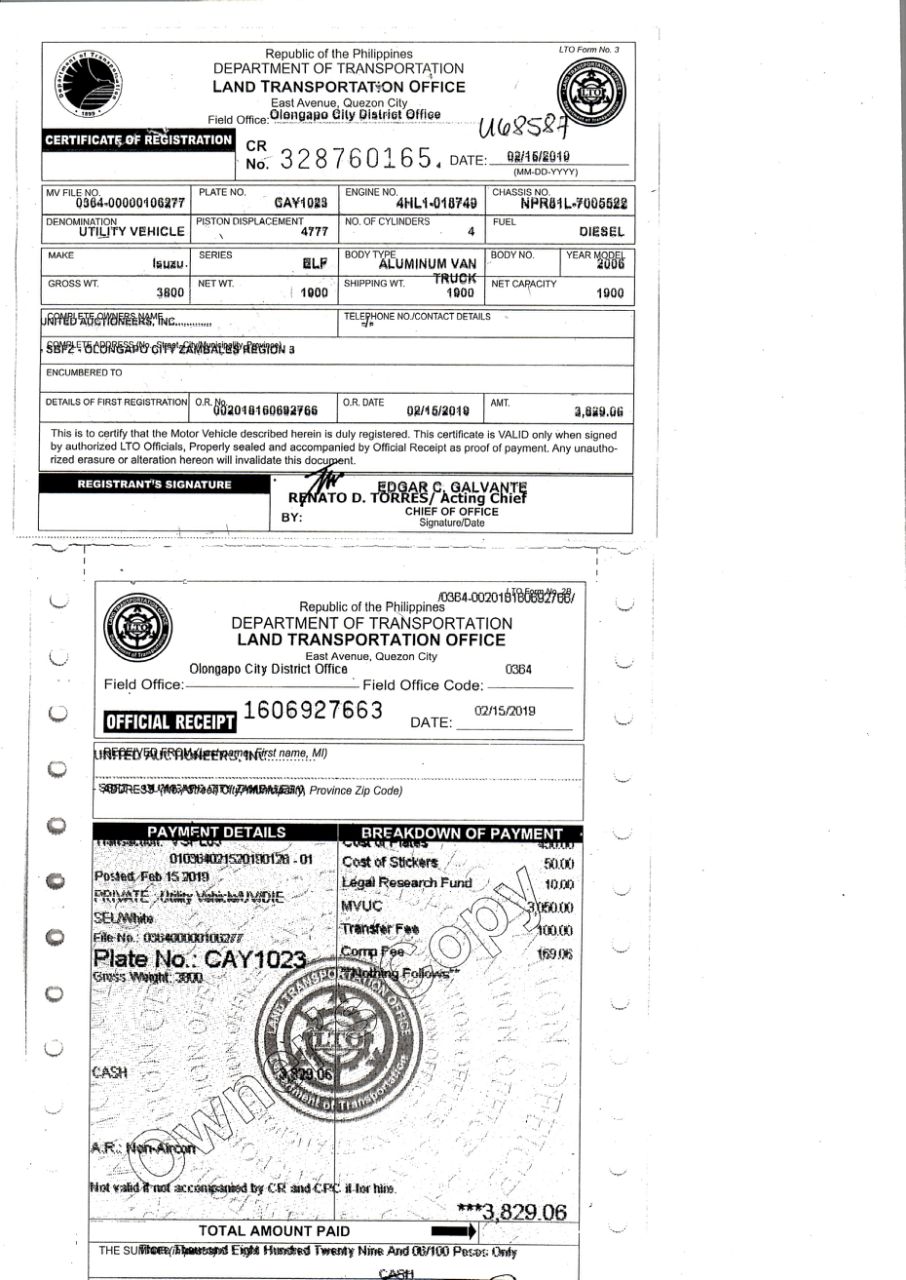 LTO Form No. 3
Republic of the Philippines
DEPARTMENT OF TRANSPORTATION
LAND TRANSPORTATION OFFICE
East Avenue, Quezon City
Field Office: Olongapo City District Office
U68587
CERTIFICATE OF REGISTRATION
CR No. 328760165. DATE: 02/15/2019
(MM-DD-YYYY)
MV FILE NO. PLATE NO. ENGINE NO. CHASSIS NO.
0364-00000106277 CAY1023 4HL1-018749 NPR81L-7005522
DENOMINATION PISTON DISPLACEMENT NO. OF CYLINDERS FUEL
UTILITY VEHICLE 4777 4 DIESEL
MAKE SERIES BODY TYPE BODY NO. YEAR MODEL
Isuzu. ELF ALUMINUM VAN TRUCK 2006
GROSS WT. NET WT. SHIPPING WT. NET CAPACITY
3800 1900 1900 1900
COMPLETE OWNERS NAME TELEPHONE NO./CONTACT DETAILS
UNITED AUCTIONEERS, INC............. -/-
COMPLETE ADDRESS (No., Street, City/Municipality, Province)
- SBFZ - OLONGAPO CITY ZAMBALES REGION 3
ENCUMBERED TO
DETAILS OF FIRST REGISTRATION O.R. No. O.R. DATE AMT.
002018160692766 02/15/2019 3,829.06
This is to certify that the Motor Vehicle described herein is duly registered. This certificate is VALID only when signed
by authorized LTO Officials, Properly sealed and accompanied by Official Receipt as proof of payment. Any unautho-
rized erasure or alteration hereon will invalidate this document.
REGISTRANT'S SIGNATURE
EDGAR C. GALVANTE
RENATO D. TORRES/ Acting Chief
CHIEF OF OFFICE
BY: Signature/Date
LTO Form No. 2B
/0364-002018160692766/
Republic of the Philippines
DEPARTMENT OF TRANSPORTATION
LAND TRANSPORTATION OFFICE
East Avenue, Quezon City
Olongapo City District Office 0364
Field Office: Field Office Code:
OFFICIAL RECEIPT 1606927663 DATE: 02/15/2019
RECEIVED FROM (Last name, First name, MI)
UNITED AUCTIONEERS, INC.............
ADDRESS (No., Street, City/Municipality, Province Zip Code)
PAYMENT DETAILS BREAKDOWN OF PAYMENT
Cost of Plates 450.00
010364021520190128 - 01 Cost of Stickers 50.00
Posted: Feb 15 2019 Legal Research Fund 10.00
PRIVATE MVUC 3,050.00
SEL/White Transfer Fee 100.00
File No.: 036400000106277 Comp Fee 169.06
Plate No.: CAY1023 **Nothing Follows**
Gross Weight: 3800
LAND TRANSPORTATION OFFICE
LTO
Department of Transportation
Owner's copy
CASH 3,829.06
A.R.: Non-Aircon
Not valid if not accompanied by CR and CPC if for hire.
***3,829.06
TOTAL AMOUNT PAID
THE SUM Three Thousand Eight Hundred Twenty Nine And 06/100 Pesos Only
CASH